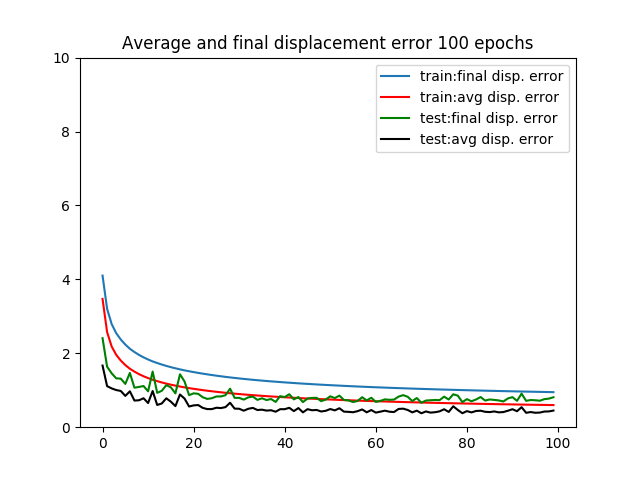 Average and final displacement error 100 epochs
10
8
6
4
2
0
train:final disp. error
train:avg disp. error
test:final disp. error
test:avg disp. error
0 20 40 60 80 100